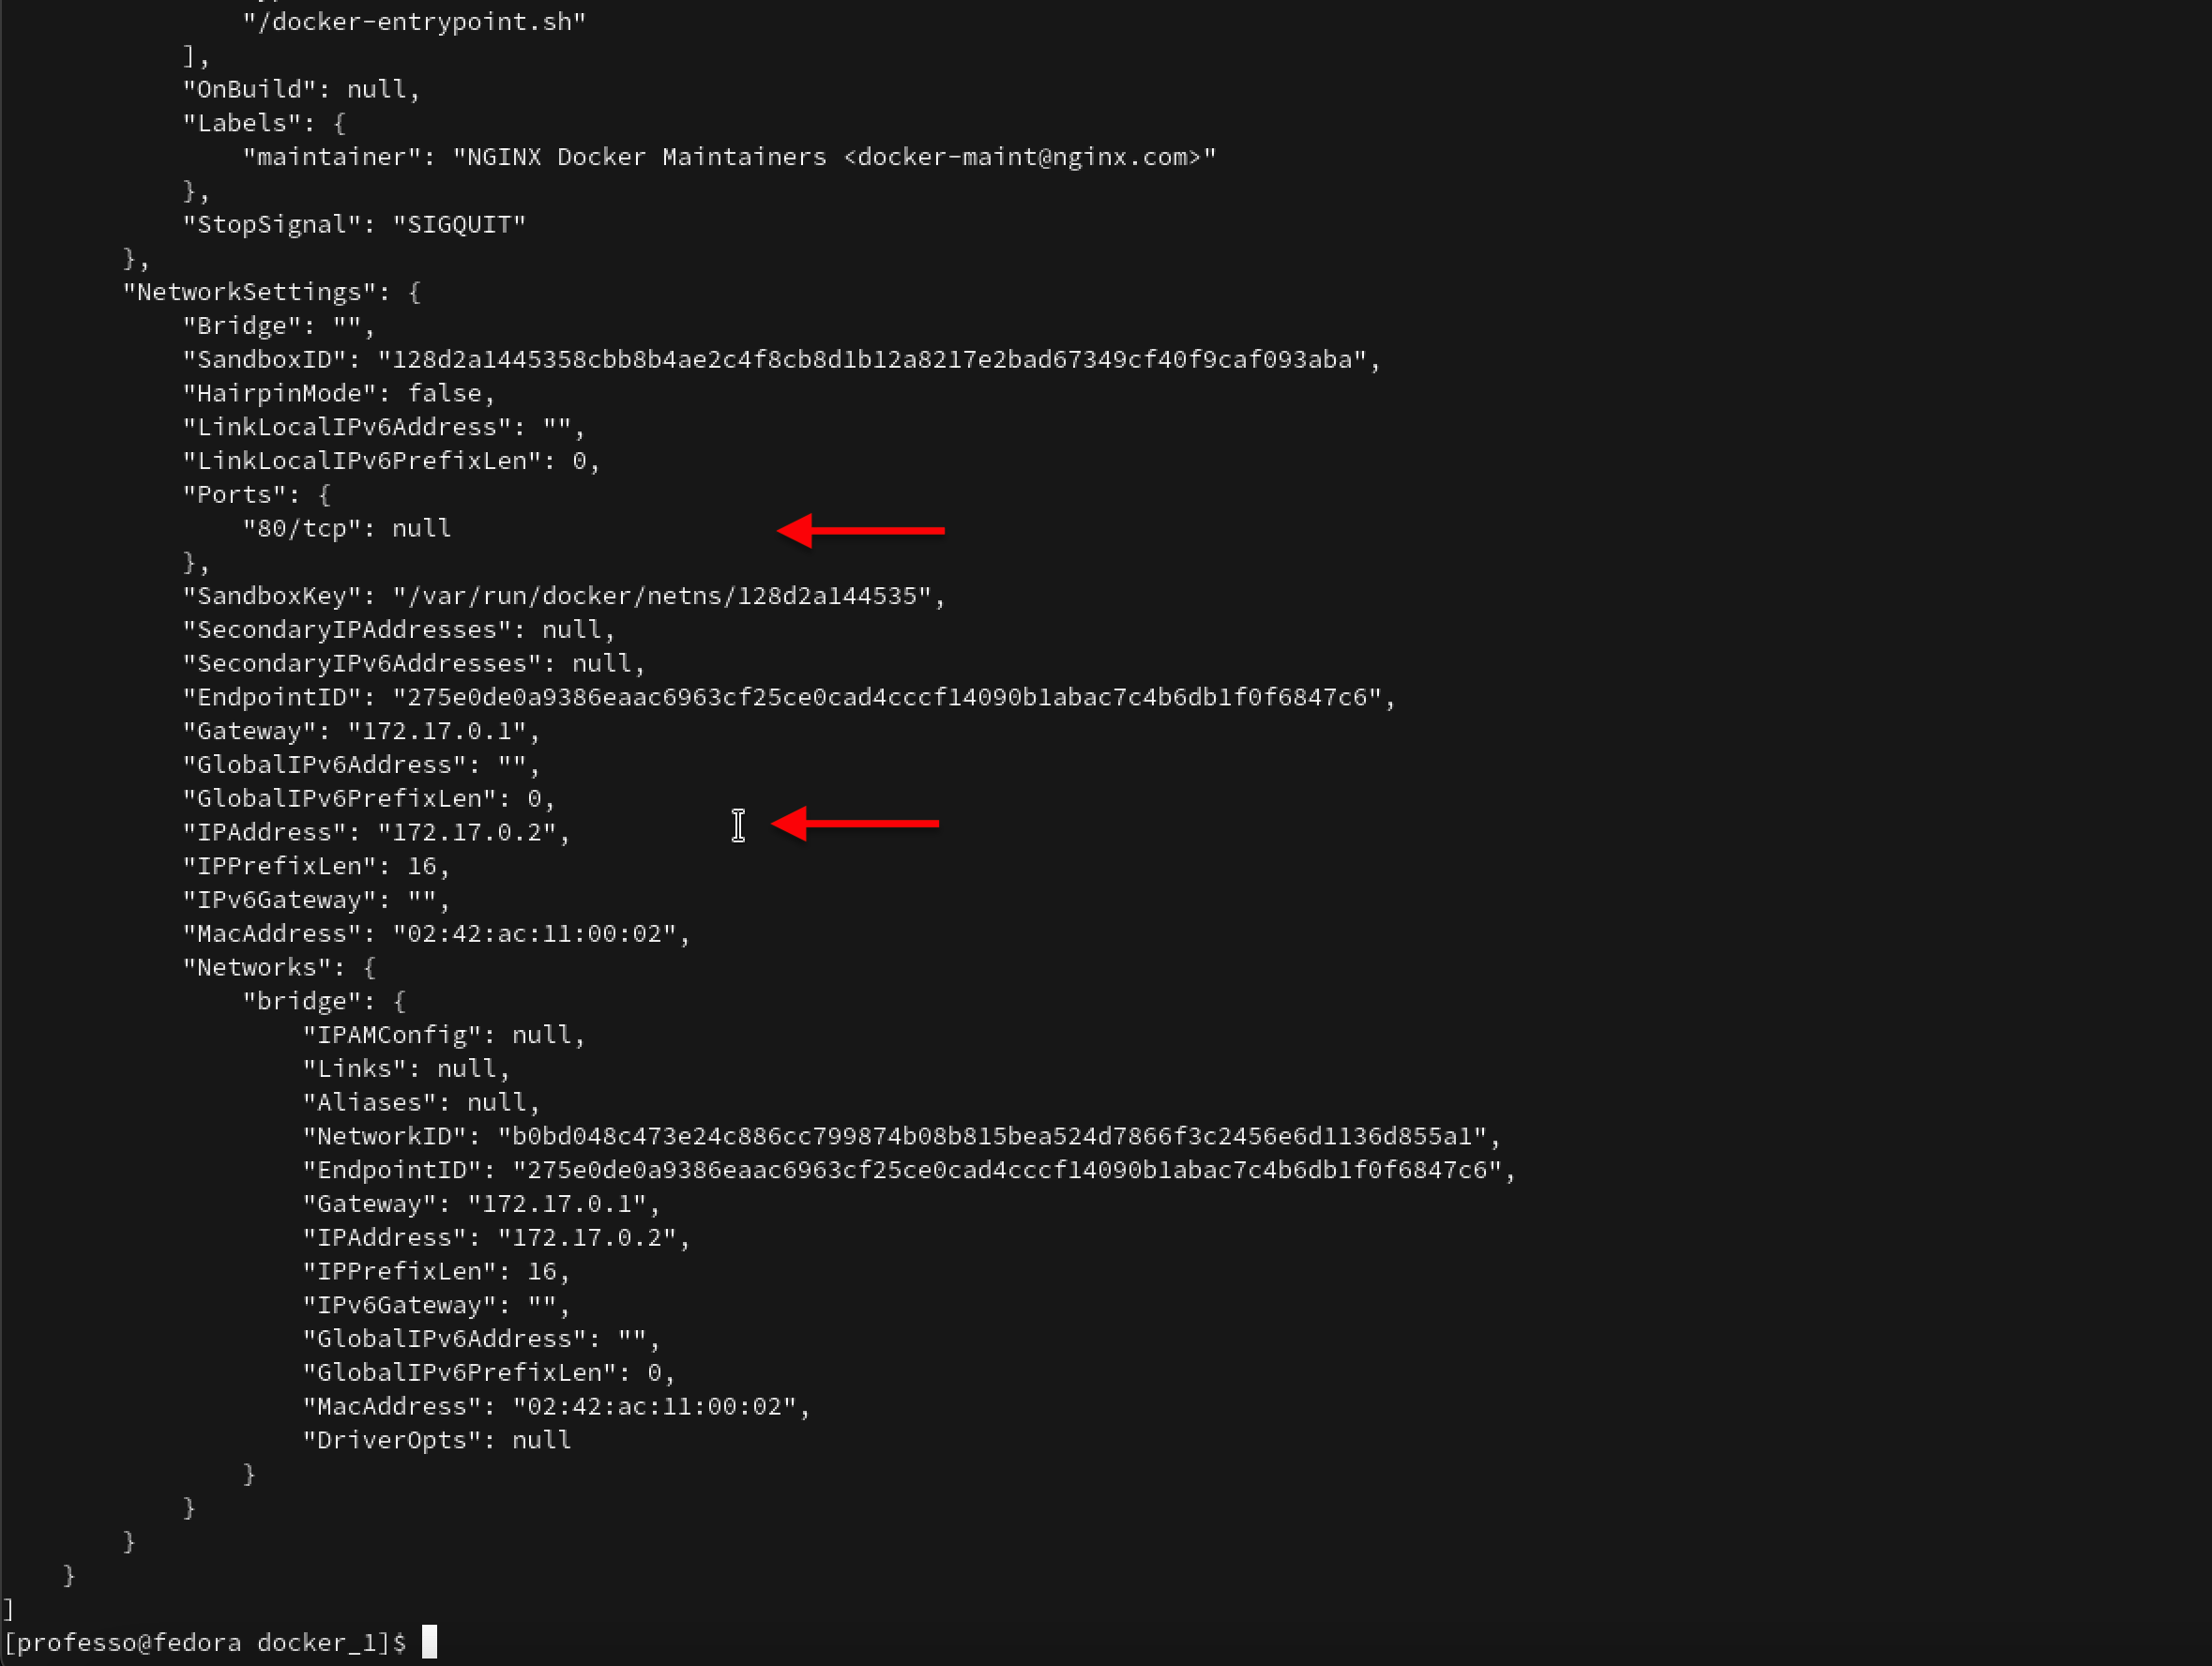 "/docker-entrypoint.sh"
],
"OnBuild": null,
"Labels": {
"maintainer": "NGINX Docker Maintainers <docker-maint@nginx.com>"
},
"StopSignal": "SIGQUIT"
},
"NetworkSettings": {
"Bridge": "",
"SandboxID": "128d2a1445358cbb8b4ae2c4f8cb8d1b12a8217e2bad67349cf40f9caf093aba",
"HairpinMode": false,
"LinkLocalIPv6Address": "",
"LinkLocalIPv6PrefixLen": 0,
"Ports": {
"80/tcp": null
},
"SandboxKey": "/var/run/docker/netns/128d2a144535",
"SecondaryIPAddresses": null,
"SecondaryIPv6Addresses": null,
"EndpointID": "275e0de0a9386eaac6963cf25ce0cad4cccf14090b1abac7c4b6db1f0f6847c6",
"Gateway": "172.17.0.1",
"GlobalIPv6Address": "",
"GlobalIPv6PrefixLen": 0,
"IPAddress": "172.17.0.2",
"IPPrefixLen": 16,
"IPv6Gateway": "",
"MacAddress": "02:42:ac:11:00:02",
"Networks": {
"bridge": {
"IPAMConfig": null,
"Links": null,
"Aliases": null,
"NetworkID": "b0bd048c473e24c886cc799874b08b815bea524d7866f3c2456e6d1136d855a1",
"EndpointID": "275e0de0a9386eaac6963cf25ce0cad4cccf14090b1abac7c4b6db1f0f6847c6",
"Gateway": "172.17.0.1",
"IPAddress": "172.17.0.2",
"IPPrefixLen": 16,
"IPv6Gateway": "",
"GlobalIPv6Address": "",
"GlobalIPv6PrefixLen": 0,
"MacAddress": "02:42:ac:11:00:02",
"DriverOpts": null
}
}
}
}
]
[professo@fedora docker_1]$